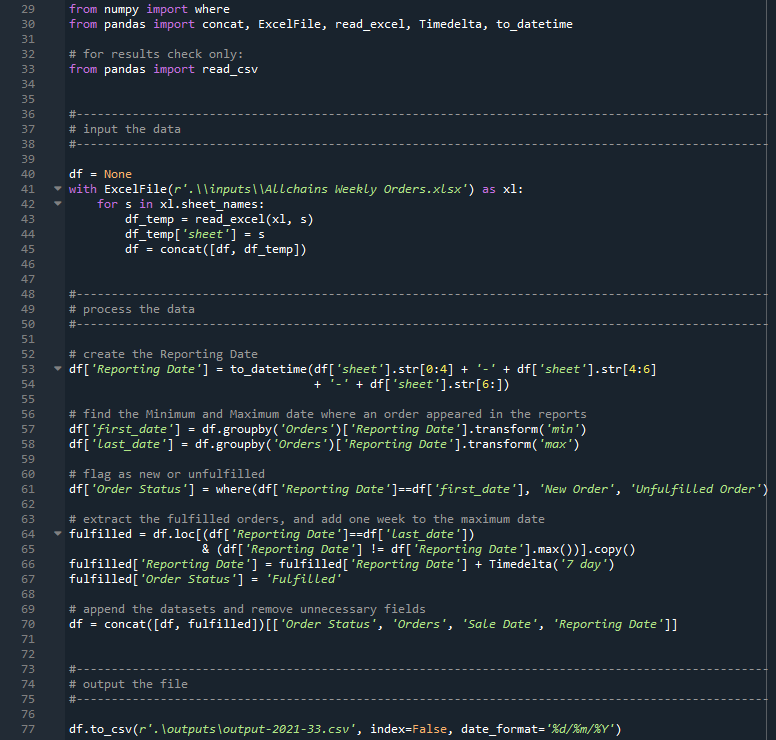 29 from numpy import where
30 from pandas import concat, ExcelFile, read_excel, Timedelta, to_datetime
31
32 # for results check only:
33 from pandas import read_csv
34
35
36 #---------------------------------------------------------------------------------------------------
37 # input the data
38 #---------------------------------------------------------------------------------------------------
39
40 df = None
41 with ExcelFile(r'.\\inputs\\Allchains Weekly Orders.xlsx') as xl:
42     for s in xl.sheet_names:
43         df_temp = read_excel(xl, s)
44         df_temp['sheet'] = s
45         df = concat([df, df_temp])
46
47
48 #---------------------------------------------------------------------------------------------------
49 # process the data
50 #---------------------------------------------------------------------------------------------------
51
52 # create the Reporting Date
53 df['Reporting Date'] = to_datetime(df['sheet'].str[0:4] + '-' + df['sheet'].str[4:6]
54                                    + '-' + df['sheet'].str[6:])
55
56 # find the Minimum and Maximum date where an order appeared in the reports
57 df['first_date'] = df.groupby('Orders')['Reporting Date'].transform('min')
58 df['last_date'] = df.groupby('Orders')['Reporting Date'].transform('max')
59
60 # flag as new or unfulfilled
61 df['Order Status'] = where(df['Reporting Date']==df['first_date'], 'New Order', 'Unfulfilled Order')
62
63 # extract the fulfilled orders, and add one week to the maximum date
64 fulfilled = df.loc[(df['Reporting Date']==df['last_date'])
65                    & (df['Reporting Date'] != df['Reporting Date'].max())].copy()
66 fulfilled['Reporting Date'] = fulfilled['Reporting Date'] + Timedelta('7 day')
67 fulfilled['Order Status'] = 'Fulfilled'
68
69 # append the datasets and remove unnecessary fields
70 df = concat([df, fulfilled])[['Order Status', 'Orders', 'Sale Date', 'Reporting Date']]
71
72
73 #---------------------------------------------------------------------------------------------------
74 # output the file
75 #---------------------------------------------------------------------------------------------------
76
77 df.to_csv(r'.\outputs\output-2021-33.csv', index=False, date_format='%d/%m/%Y')